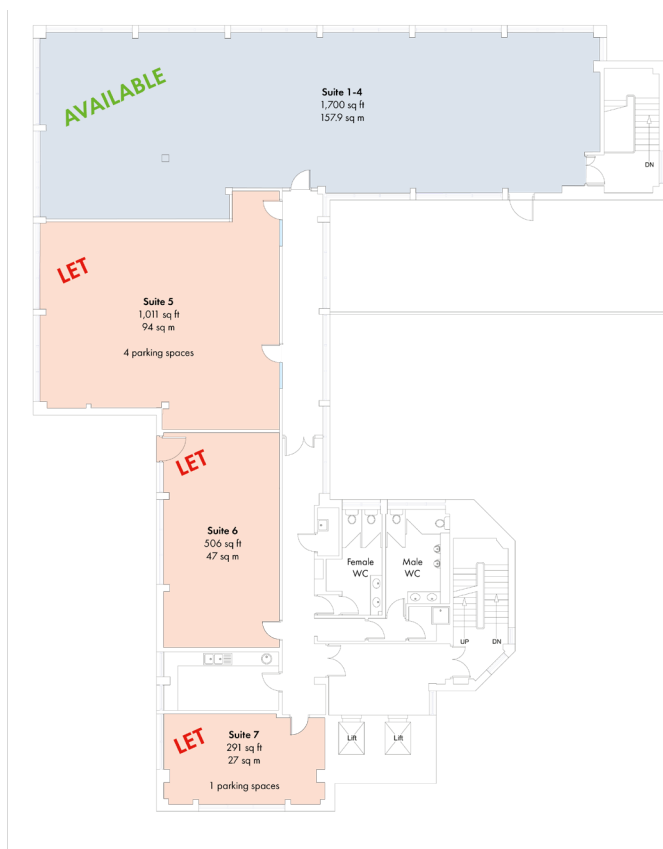 AVAILABLE
Suite 1-4
1,700 sq ft
157.9 sq m
DN
LET
Suite 5
1,011 sq ft
94 sq m
4 parking spaces
LET
Suite 6
506 sq ft
47 sq m
Female
WC
Male
WC
UP
DN
LET
Suite 7
291 sq ft
27 sq m
1 parking spaces
Lift
Lift